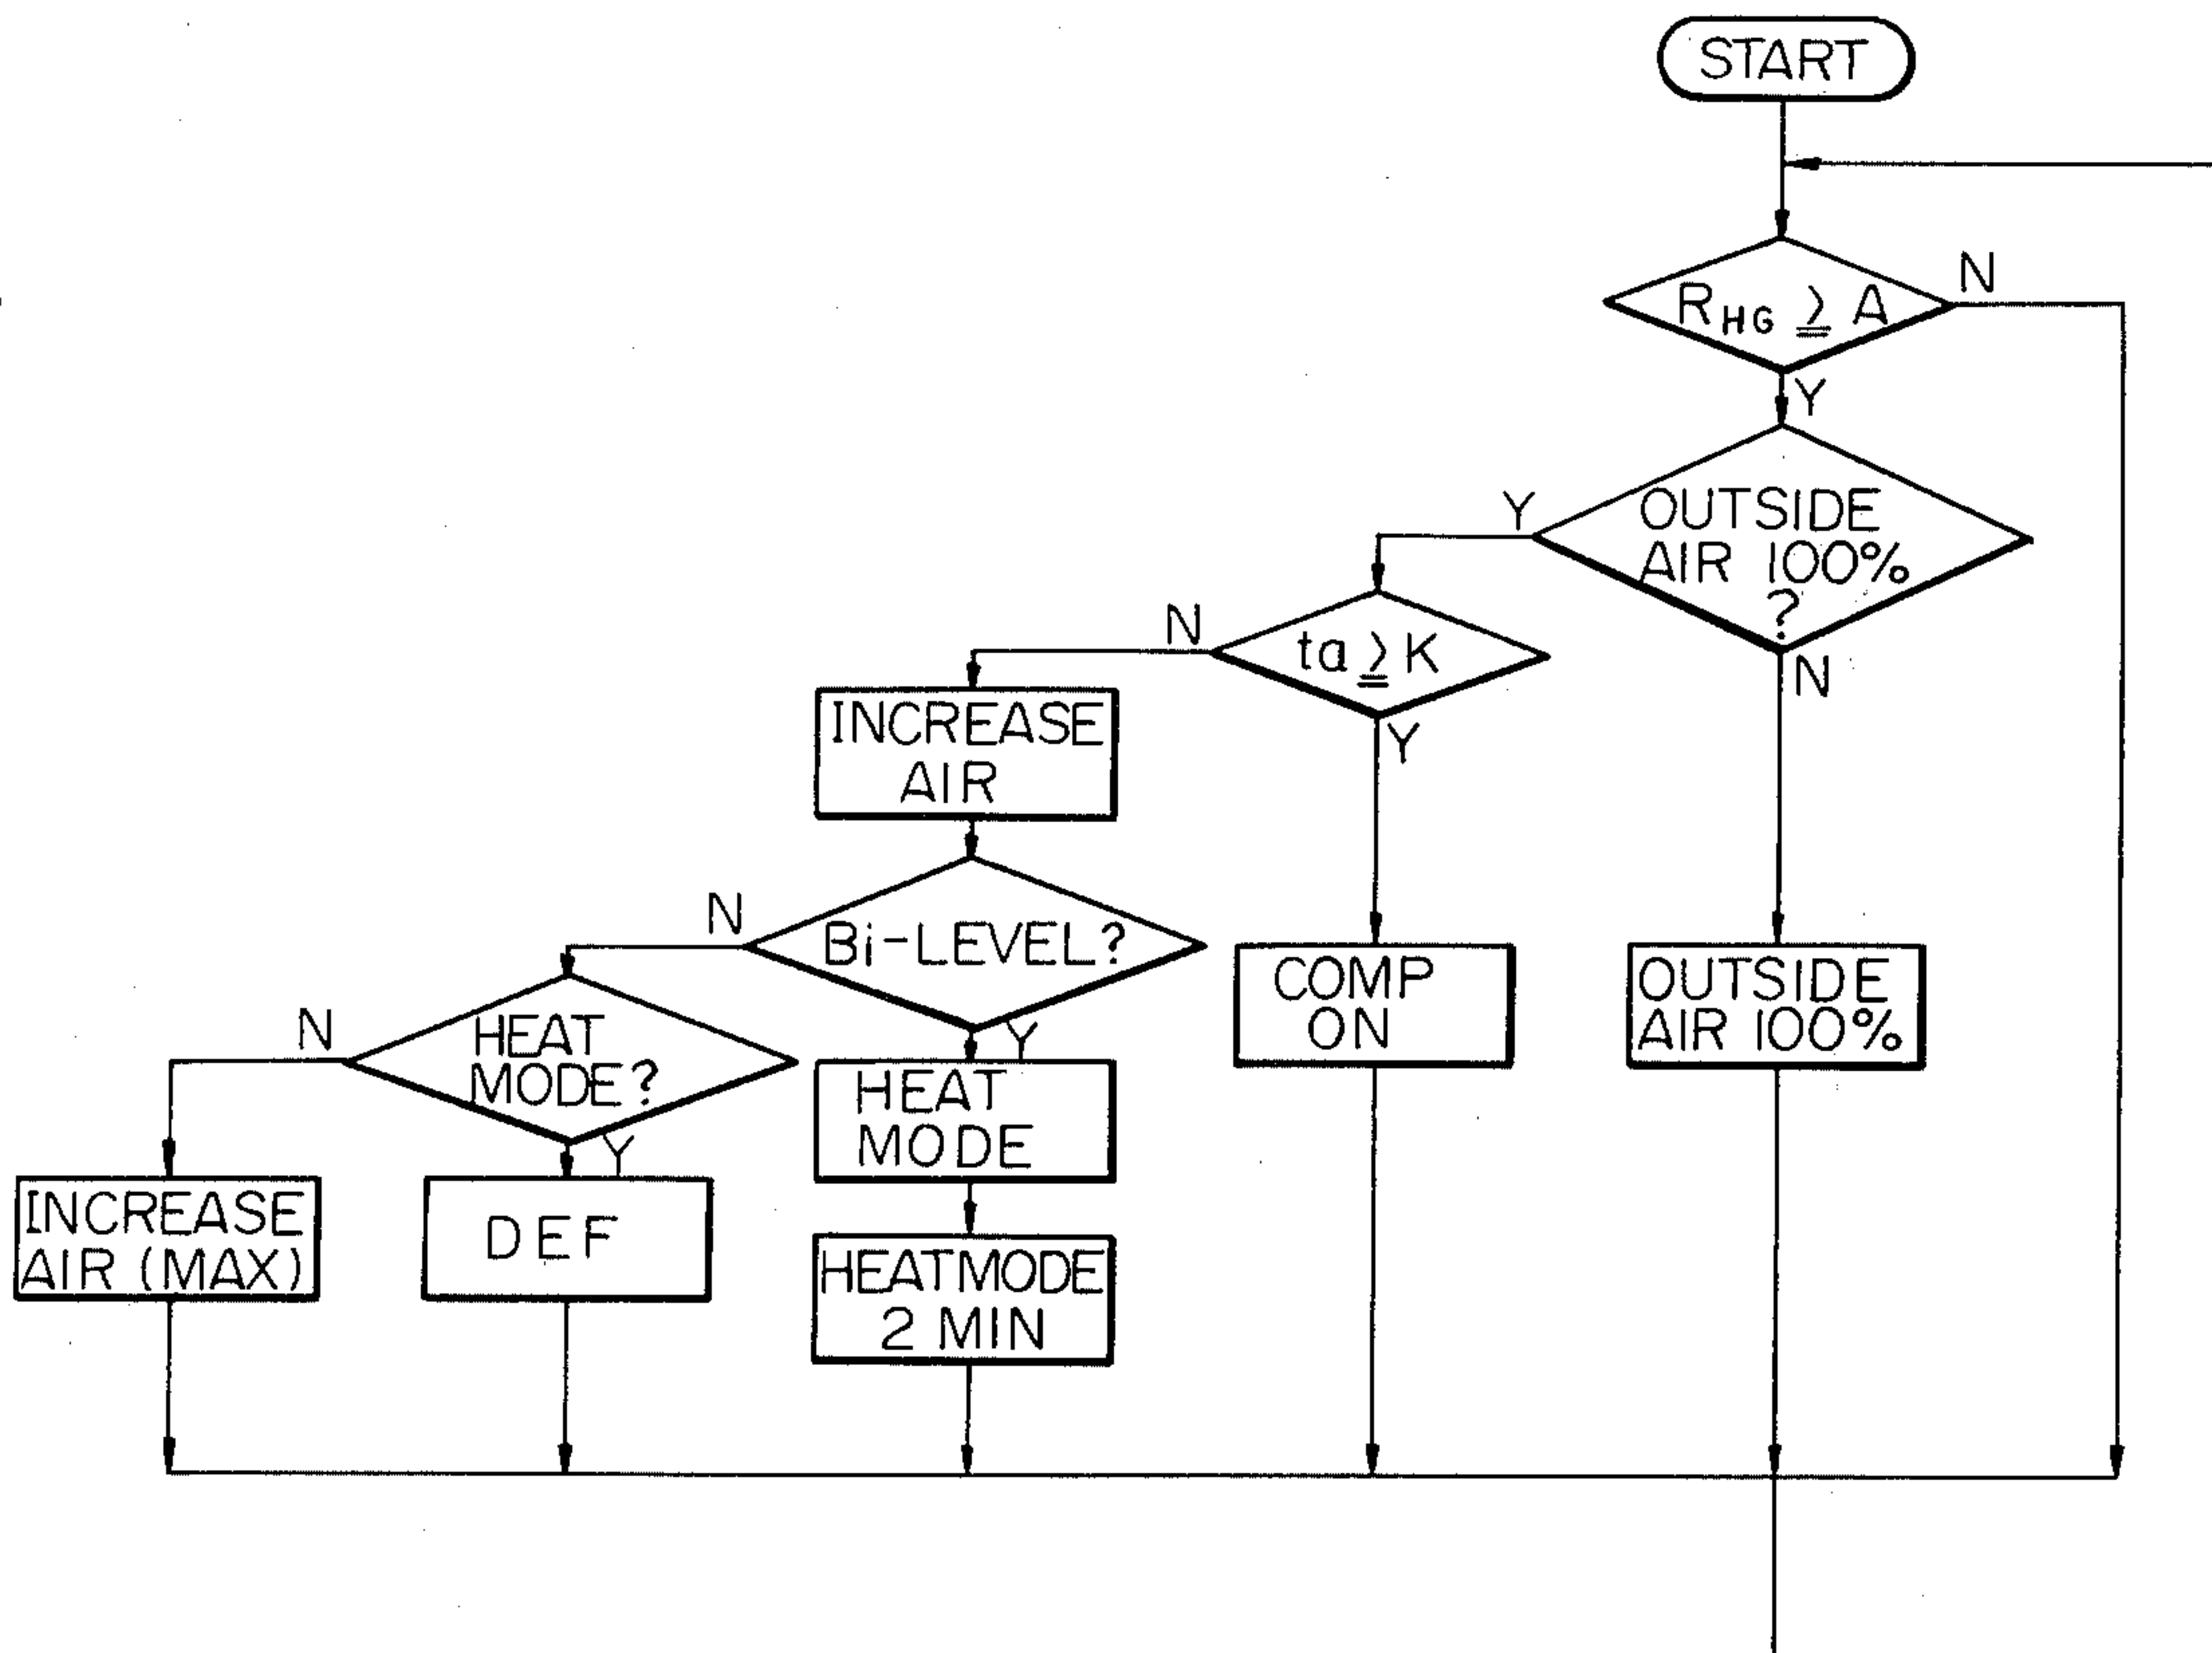 START
R_HG ≧ A
N
Y
OUTSIDE
AIR 100%
?
Y
N
ta ≧ K
N
Y
INCREASE
AIR
Bi-LEVEL?
N
Y
COMP
ON
OUTSIDE
AIR 100%
HEAT
MODE?
N
Y
HEAT
MODE
INCREASE
AIR (MAX)
DEF
HEATMODE
2 MIN